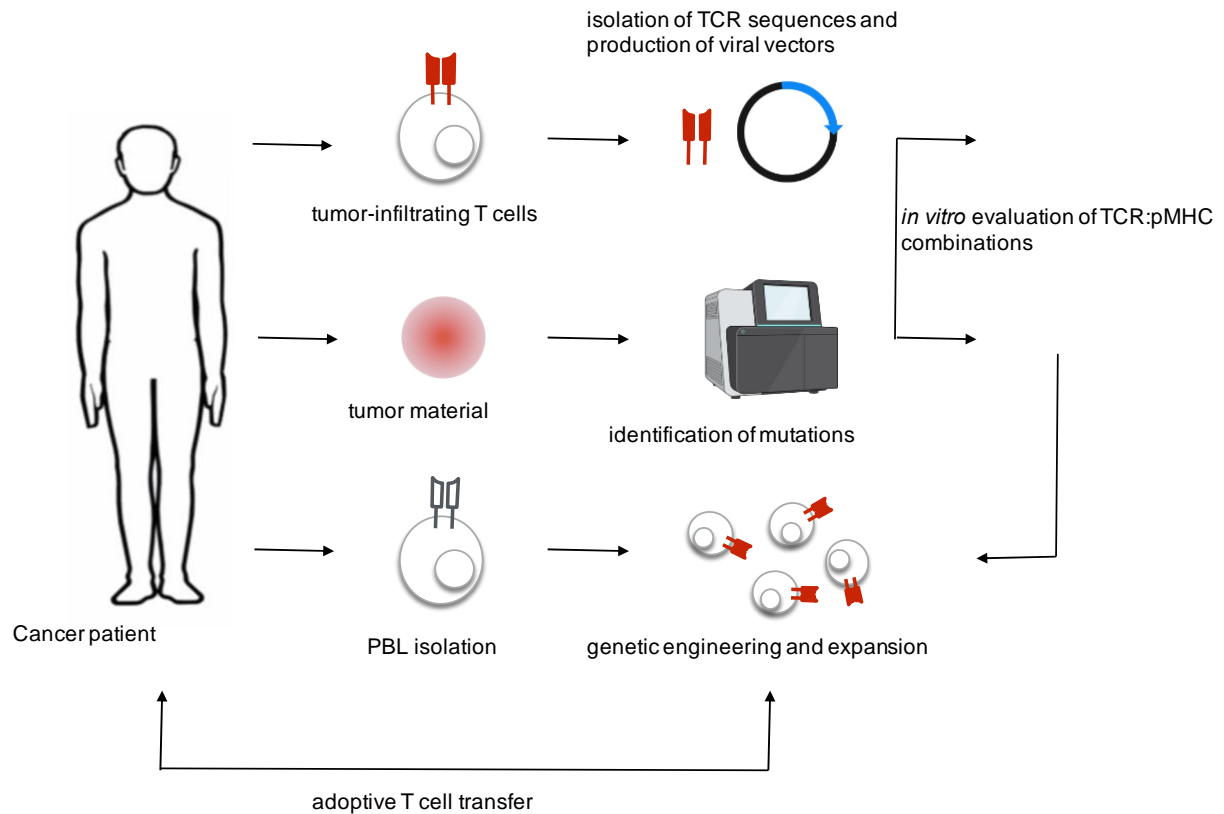 isolation of TCR sequences and
production of viral vectors
tumor-infiltrating T cells
in vitro evaluation of TCR:pMHC
combinations
tumor material
identification of mutations
Cancer patient
PBL isolation
genetic engineering and expansion
adoptive T cell transfer